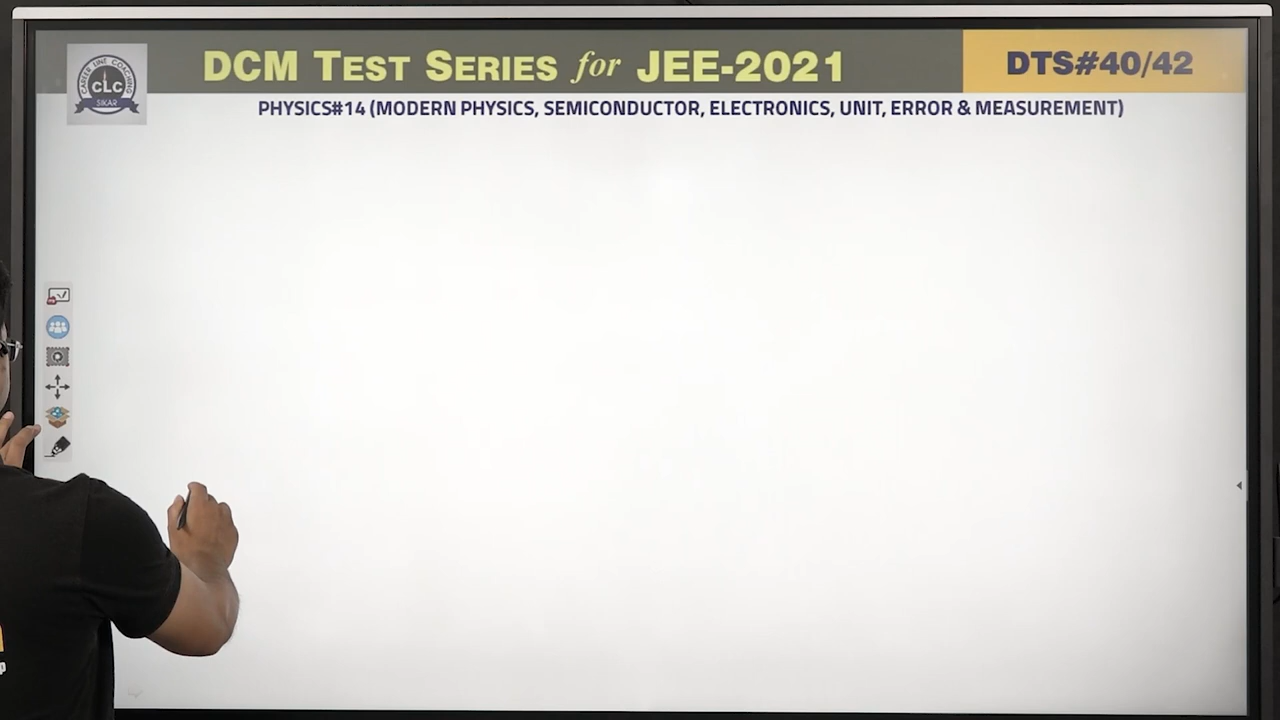 DCM TEST SERIES for JEE-2021
DTS#40/42
CAREER LINE COACHING
CLC
SIKAR
PHYSICS#14 (MODERN PHYSICS, SEMICONDUCTOR, ELECTRONICS, UNIT, ERROR & MEASUREMENT)